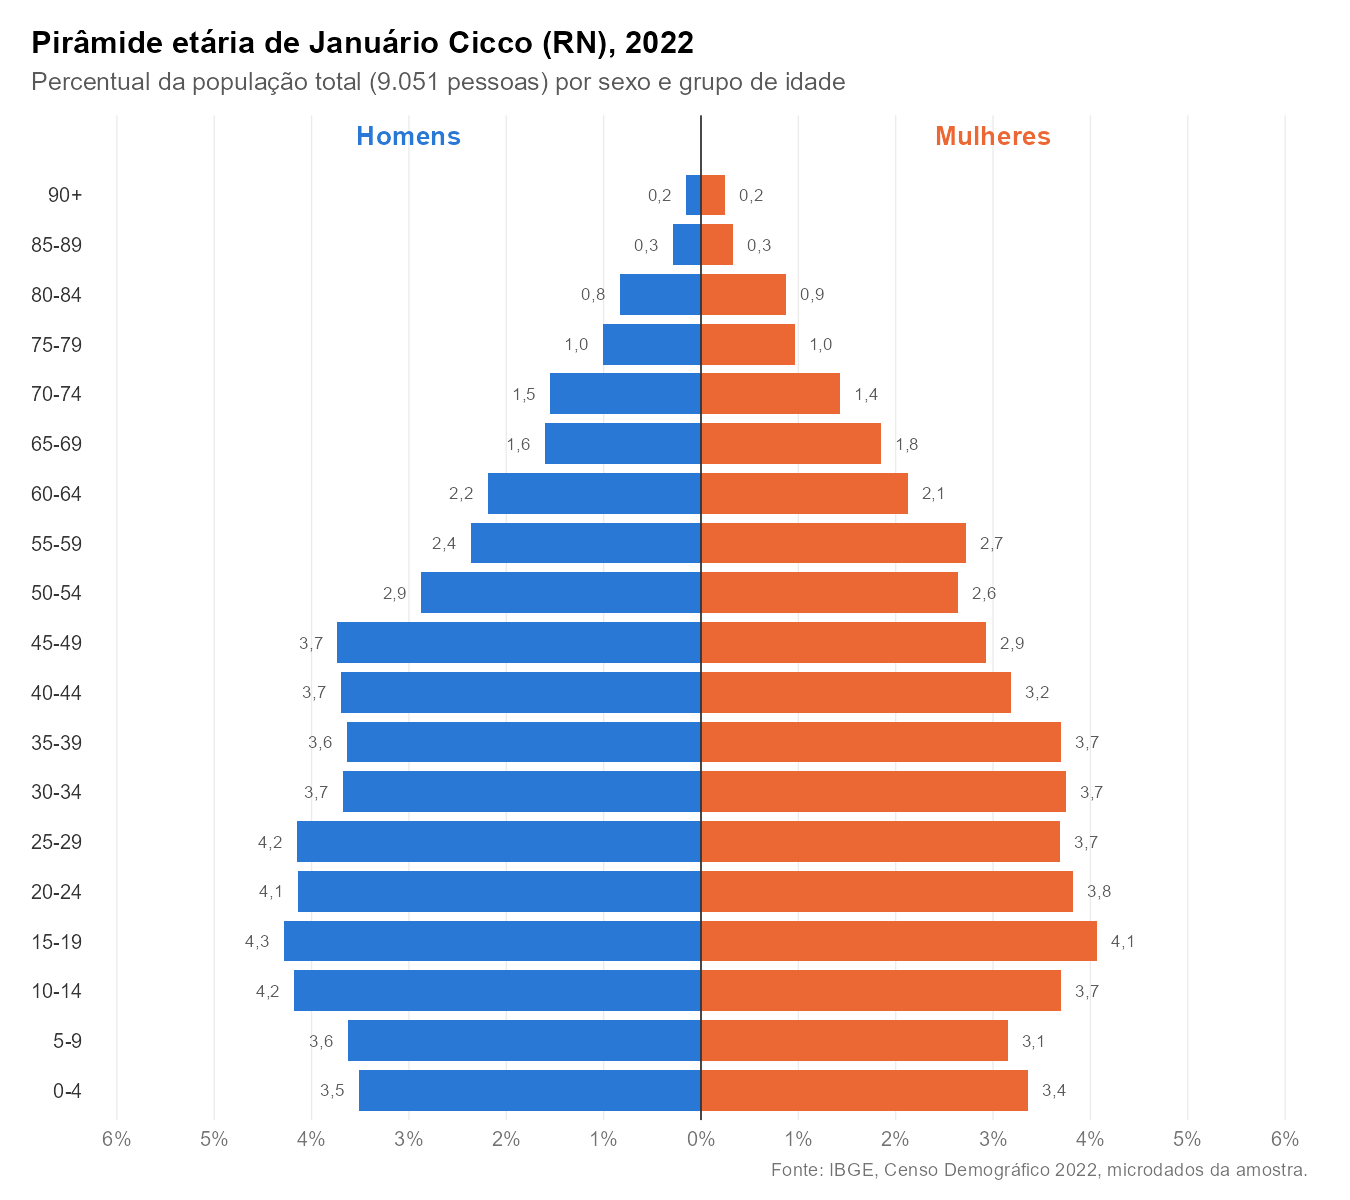 Pirâmide etária de Januário Cicco (RN), 2022
Percentual da população total (9.051 pessoas) por sexo e grupo de idade
Homens Mulheres
90+ 0,2 0,2
85-89 0,3 0,3
80-84 0,8 0,9
75-79 1,0 1,0
70-74 1,5 1,4
65-69 1,6 1,8
60-64 2,2 2,1
55-59 2,4 2,7
50-54 2,9 2,6
45-49 3,7 2,9
40-44 3,7 3,2
35-39 3,6 3,7
30-34 3,7 3,7
25-29 4,2 3,7
20-24 4,1 3,8
15-19 4,3 4,1
10-14 4,2 3,7
5-9 3,6 3,1
0-4 3,5 3,4
6% 5% 4% 3% 2% 1% 0% 1% 2% 3% 4% 5% 6%
Fonte: IBGE, Censo Demográfico 2022, microdados da amostra.